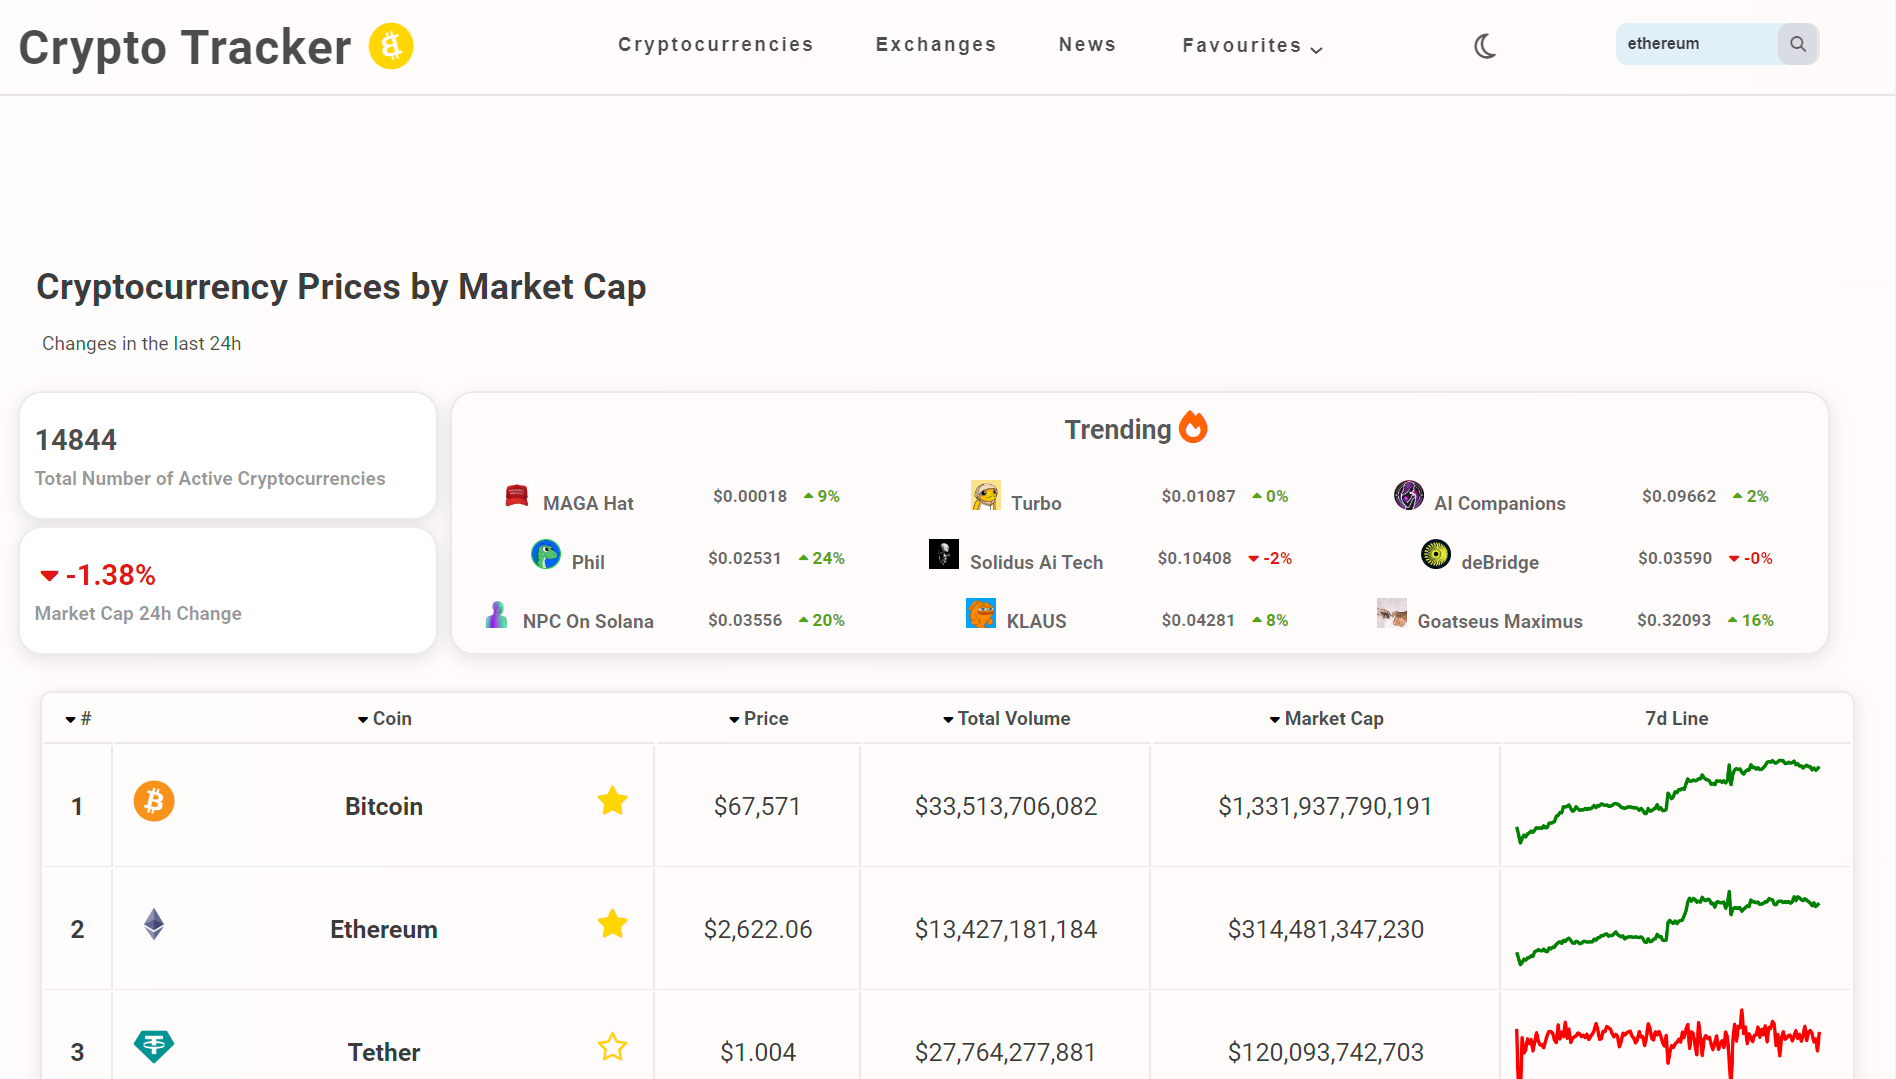 Crypto Tracker
Cryptocurrencies
Exchanges
News
Favourites
ethereum
Cryptocurrency Prices by Market Cap
Changes in the last 24h
14844
Total Number of Active Cryptocurrencies
-1.38%
Market Cap 24h Change
Trending
MAGA Hat $0.00018 9%
Turbo $0.01087 0%
AI Companions $0.09662 2%
Phil $0.02531 24%
Solidus Ai Tech $0.10408 -2%
deBridge $0.03590 -0%
NPC On Solana $0.03556 20%
KLAUS $0.04281 8%
Goatseus Maximus $0.32093 16%
# Coin Price Total Volume Market Cap 7d Line
1 Bitcoin $67,571 $33,513,706,082 $1,331,937,790,191
2 Ethereum $2,622.06 $13,427,181,184 $314,481,347,230
3 Tether $1.004 $27,764,277,881 $120,093,742,703